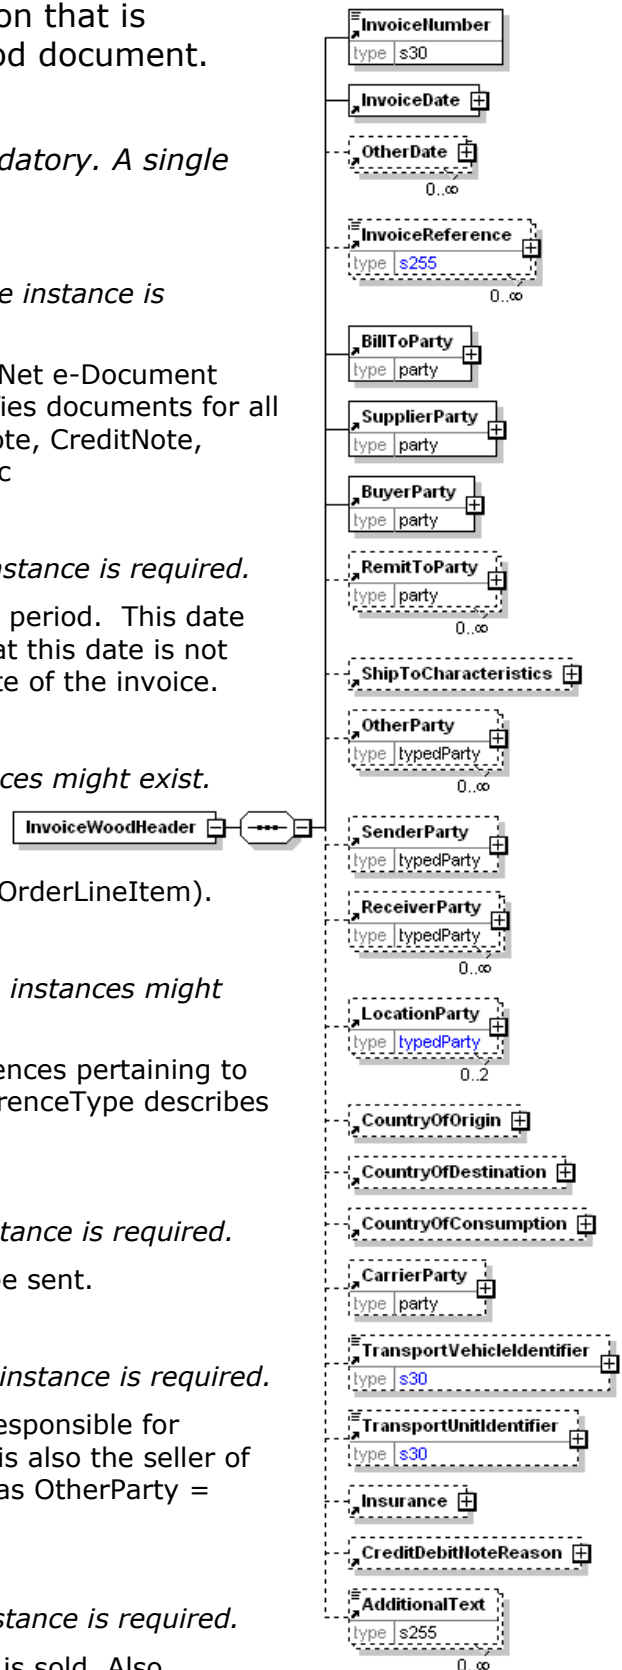 on that is
od document.
datory. A single
e instance is
Net e-Document
fies documents for all
ote, CreditNote,
c
nstance is required.
period. This date
at this date is not
te of the invoice.
ces might exist.
OrderLineItem).
instances might
ences pertaining to
renceType describes
stance is required.
be sent.
instance is required.
esponsible for
is also the seller of
as OtherParty =
stance is required.
is sold. Also
InvoiceWoodHeader
InvoiceNumber
type s30
InvoiceDate
OtherDate
0..∞
InvoiceReference
type s255
0..∞
BillToParty
type party
SupplierParty
type party
BuyerParty
type party
RemitToParty
type party
0..∞
ShipToCharacteristics
OtherParty
type typedParty
0..∞
SenderParty
type typedParty
ReceiverParty
type typedParty
0..∞
LocationParty
type typedParty
0..2
CountryOfOrigin
CountryOfDestination
CountryOfConsumption
CarrierParty
type party
TransportVehicleIdentifier
type s30
TransportUnitIdentifier
type s30
Insurance
CreditDebitNoteReason
AdditionalText
type s255
0..∞